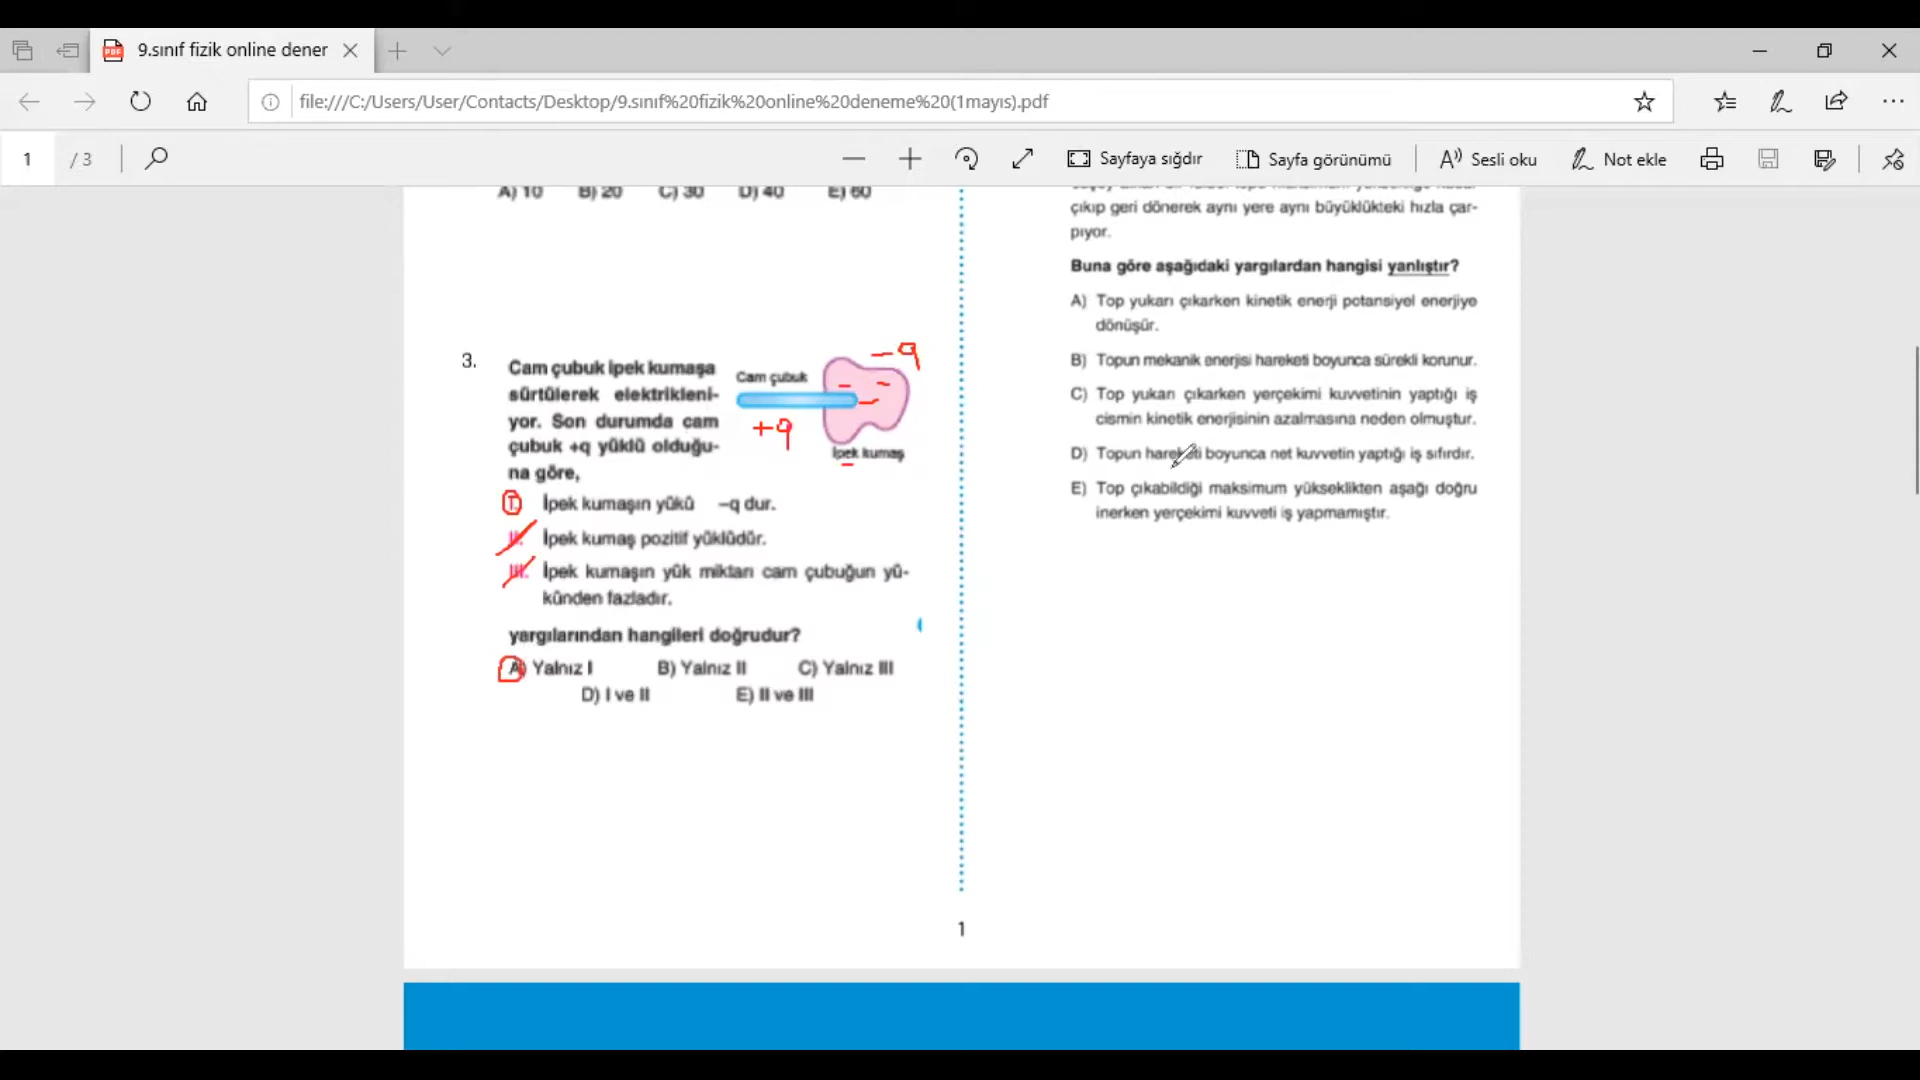 9.sınıf fizik online dener
file:///C:/Users/User/Contacts/Desktop/9.sınıf%20fizik%20online%20deneme%20(1mayıs).pdf
1 / 3
Sayfaya sığdır
Sayfa görünümü
Sesli oku
Not ekle
A) 10 B) 20 C) 30 D) 40 E) 60
3.
Cam çubuk ipek kumaşa
sürtülerek elektrikleni-
yor. Son durumda cam
çubuk +q yüklü olduğu-
na göre,
Cam çubuk
−q
+q
İpek kumaş
I. İpek kumaşın yükü –q dur.
II. İpek kumaş pozitif yüklüdür.
III. İpek kumaşın yük miktarı cam çubuğun yü-
künden fazladır.
yargılarından hangileri doğrudur?
A) Yalnız I B) Yalnız II C) Yalnız III
D) I ve II E) II ve III
çıkıp geri dönerek aynı yere aynı büyüklükteki hızla çar-
pıyor.
Buna göre aşağıdaki yargılardan hangisi yanlıştır?
A) Top yukarı çıkarken kinetik enerji potansiyel enerjiye
dönüşür.
B) Topun mekanik enerjisi hareketi boyunca sürekli korunur.
C) Top yukarı çıkarken yerçekimi kuvvetinin yaptığı iş
cismin kinetik enerjisinin azalmasına neden olmuştur.
D) Topun hareketi boyunca net kuvvetin yaptığı iş sıfırdır.
E) Top çıkabildiği maksimum yükseklikten aşağı doğru
inerken yerçekimi kuvveti iş yapmamıştır.
1